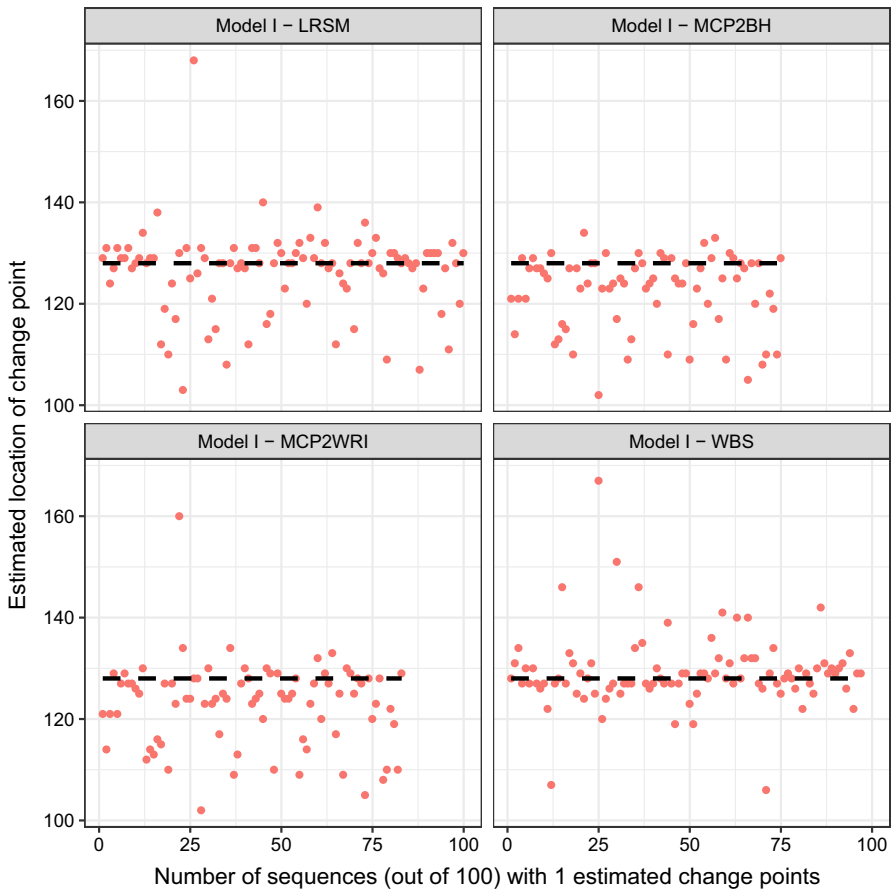 Model I − LRSM
Model I − MCP2BH
160
140
120
100
Model I − MCP2WRI
Model I − WBS
160
140
120
100
0 25 50 75 100
0 25 50 75 100
Estimated location of change point
Number of sequences (out of 100) with 1 estimated change points